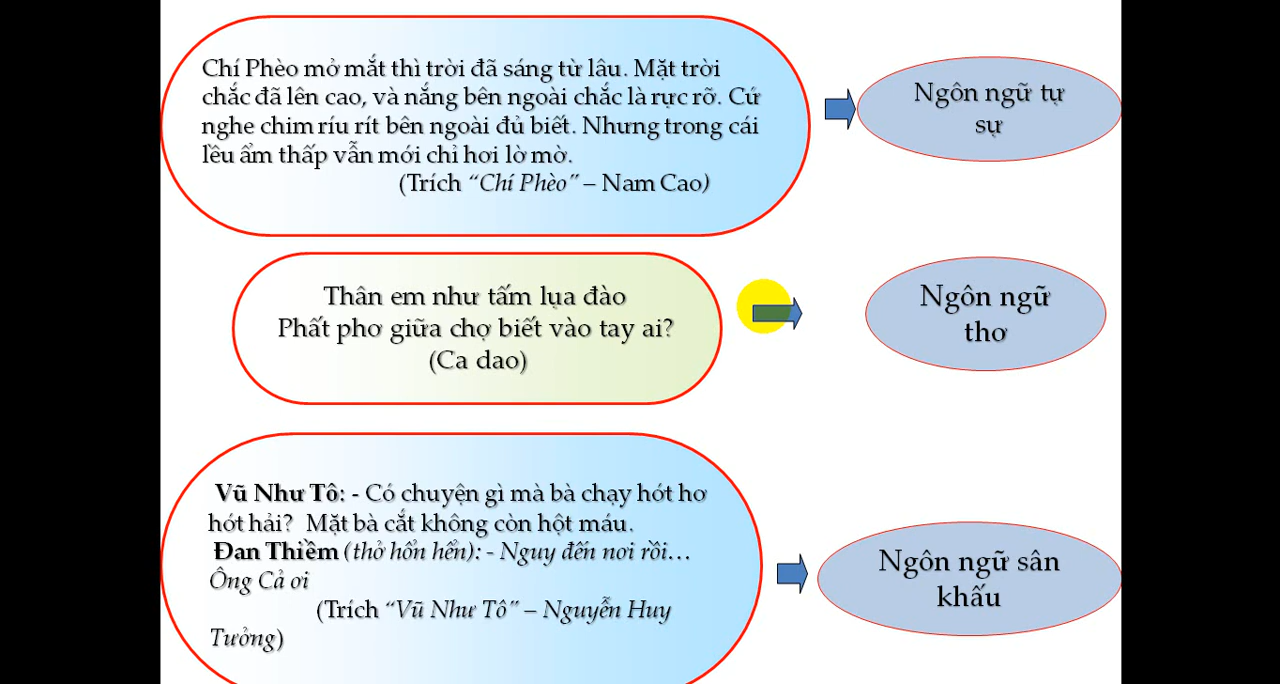 Chí Phèo mở mắt thì trời đã sáng từ lâu. Mặt trời
chắc đã lên cao, và nắng bên ngoài chắc là rực rỡ. Cứ
nghe chim ríu rít bên ngoài đủ biết. Nhưng trong cái
lều ẩm thấp vẫn mới chỉ hơi lờ mờ.
(Trích “Chí Phèo” – Nam Cao)
Ngôn ngữ tự
sự
Thân em như tấm lụa đào
Phất phơ giữa chợ biết vào tay ai?
(Ca dao)
Ngôn ngữ
thơ
Vũ Như Tô: - Có chuyện gì mà bà chạy hớt hơ
hớt hải? Mặt bà cắt không còn hột máu.
Đan Thiềm (thở hổn hển): - Nguy đến nơi rồi…
Ông Cả ơi
(Trích “Vũ Như Tô” – Nguyễn Huy
Tưởng)
Ngôn ngữ sân
khấu